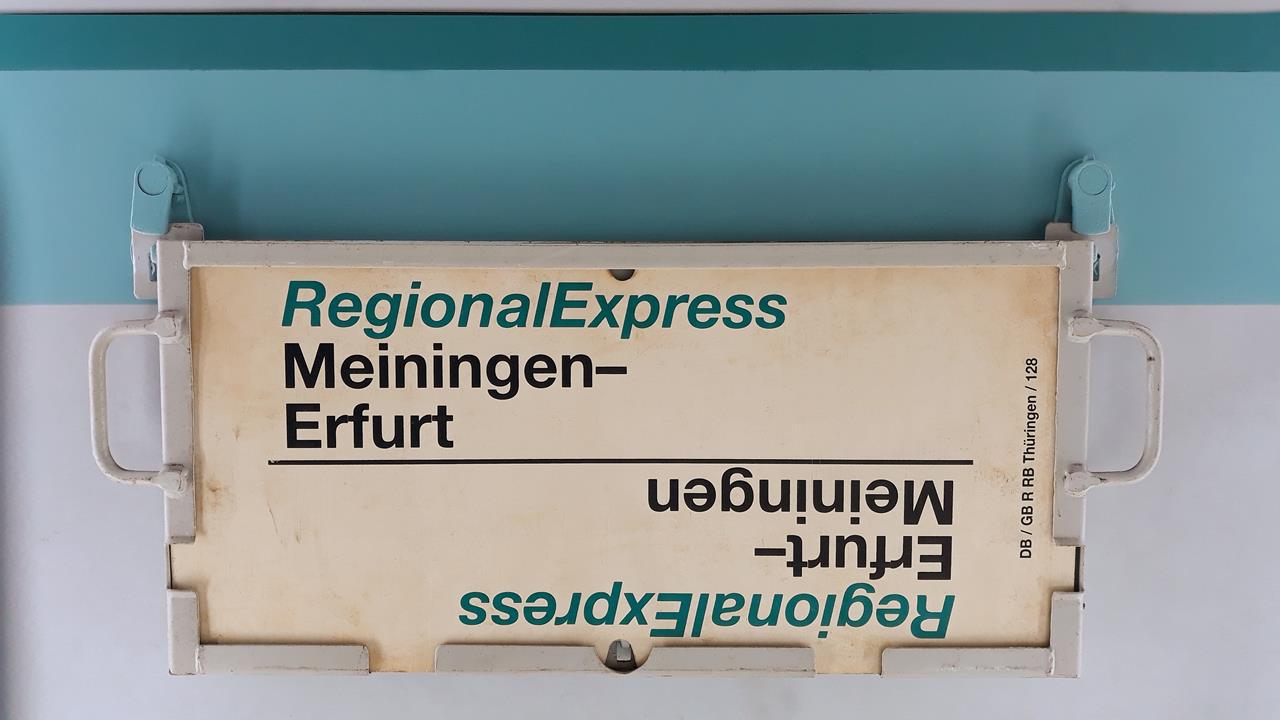 RegionalExpress
Meiningen–
Erfurt
RegionalExpress
Erfurt–
Meiningen
DB / GB R RB Thüringen / 128